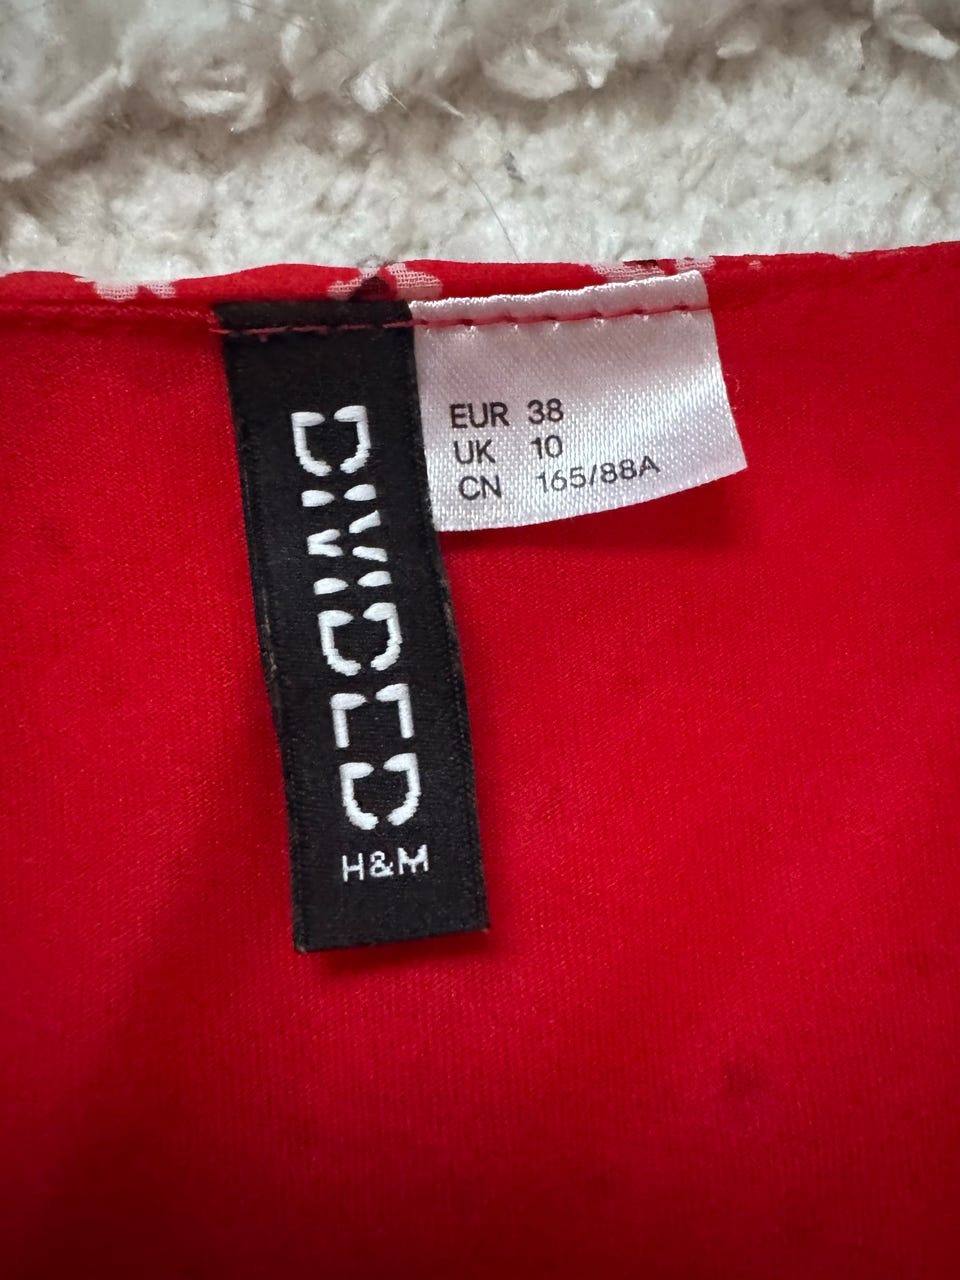 DIVIDED
H&M
EUR 38
UK 10
CN 165/88A